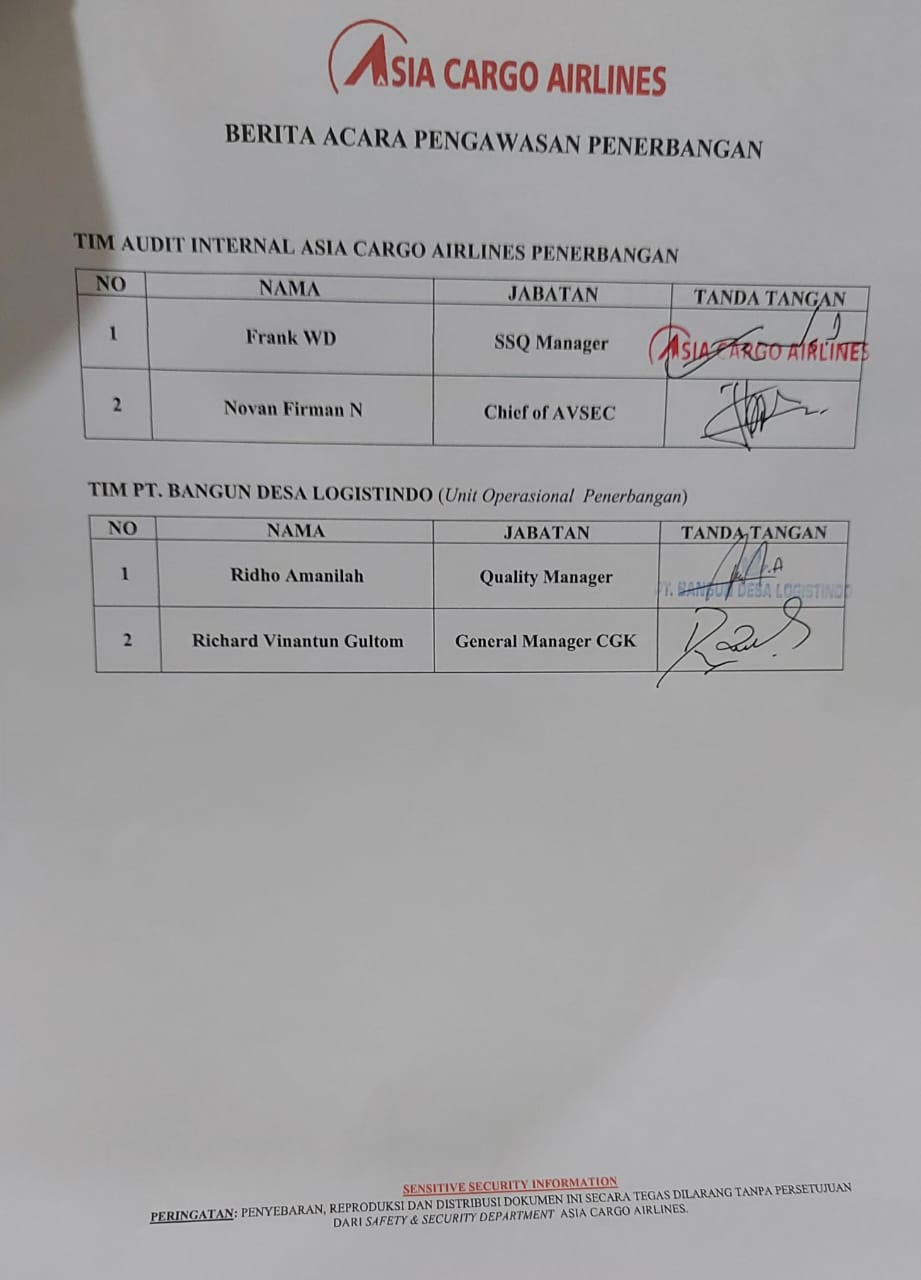 ASIA CARGO AIRLINES
BERITA ACARA PENGAWASAN PENERBANGAN
TIM AUDIT INTERNAL ASIA CARGO AIRLINES PENERBANGAN
NO NAMA JABATAN TANDA TANGAN
1 Frank WD SSQ Manager ASIA CARGO AIRLINES
2 Novan Firman N Chief of AVSEC
TIM PT. BANGUN DESA LOGISTINDO (Unit Operasional Penerbangan)
NO NAMA JABATAN TANDA TANGAN
1 Ridho Amanilah Quality Manager PT. BANGUN DESA LOGISTINDO
2 Richard Vinantun Gultom General Manager CGK
SENSITIVE SECURITY INFORMATION
PERINGATAN: PENYEBARAN, REPRODUKSI DAN DISTRIBUSI DOKUMEN INI SECARA TEGAS DILARANG TANPA PERSETUJUAN
DARI SAFETY & SECURITY DEPARTMENT ASIA CARGO AIRLINES.